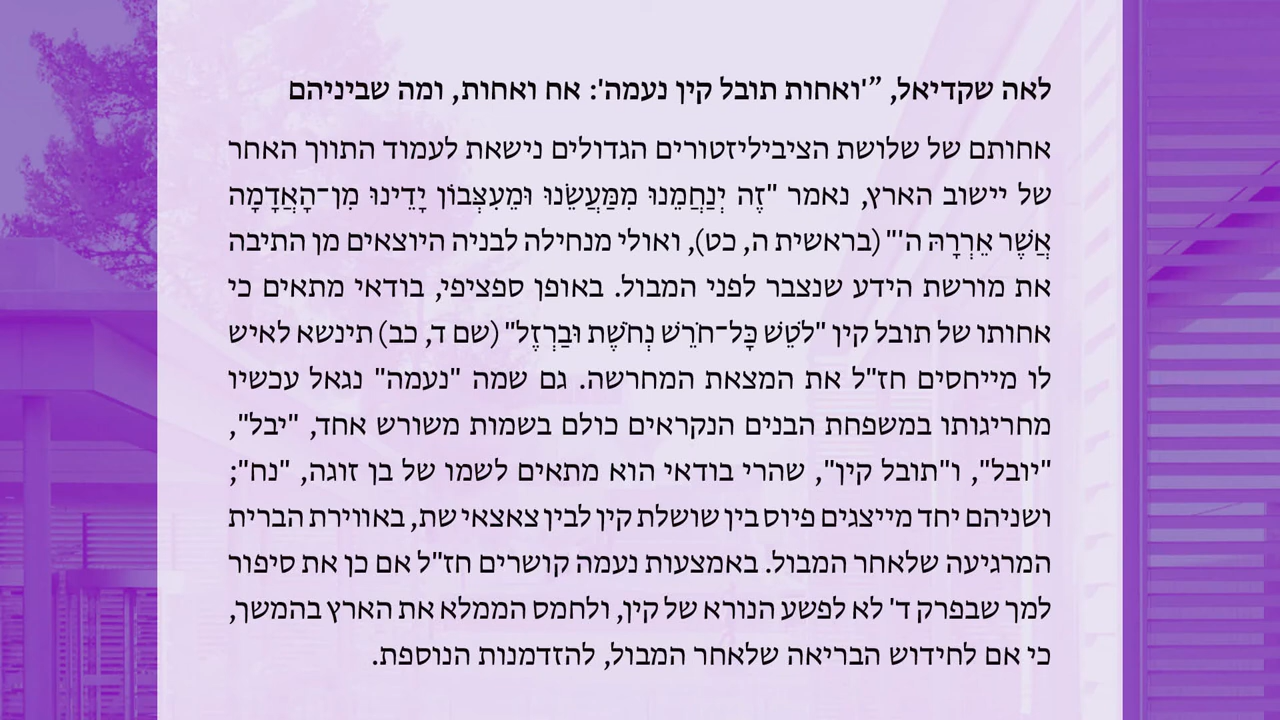 לאה שקדיאל, ”'ואחות תובל קין נעמה': אח ואחות, ומה שביניהם
אחותם של שלושת הציביליזטורים הגדולים נישאת לעמוד התווך האחר
של יישוב הארץ, נאמר "זֶה יְנַחֲמֵנוּ מִמַּעֲשֵׂנוּ וּמֵעִצְּבוֹן יָדֵינוּ מִן־הָאֲדָמָה
אֲשֶׁר אֵרְרָהּ ה'" (בראשית ה, כט), ואולי מנחילה לבניה היוצאים מן התיבה
את מורשת הידע שנצבר לפני המבול. באופן ספציפי, בודאי מתאים כי
אחותו של תובל קין "לֹטֵשׁ כָּל־חֹרֵשׁ נְחֹשֶׁת וּבַרְזֶל" (שם ד, כב) תינשא לאיש
לו מייחסים חז"ל את המצאת המחרשה. גם שמה "נעמה" נגאל עכשיו
מחריגותו במשפחת הבנים הנקראים כולם בשמות משורש אחד, "יבל",
"יובל", ו"תובל קין", שהרי בודאי הוא מתאים לשמו של בן זוגה, "נח";
ושניהם יחד מייצגים פיוס בין שושלת קין לבין צאצאי שת, באווירת הברית
המרגיעה שלאחר המבול. באמצעות נעמה קושרים חז"ל אם כן את סיפור
למך שבפרק ד' לא לפשע הנורא של קין, ולחמס הממלא את הארץ בהמשך,
כי אם לחידוש הבריאה שלאחר המבול, להזדמנות הנוספת.